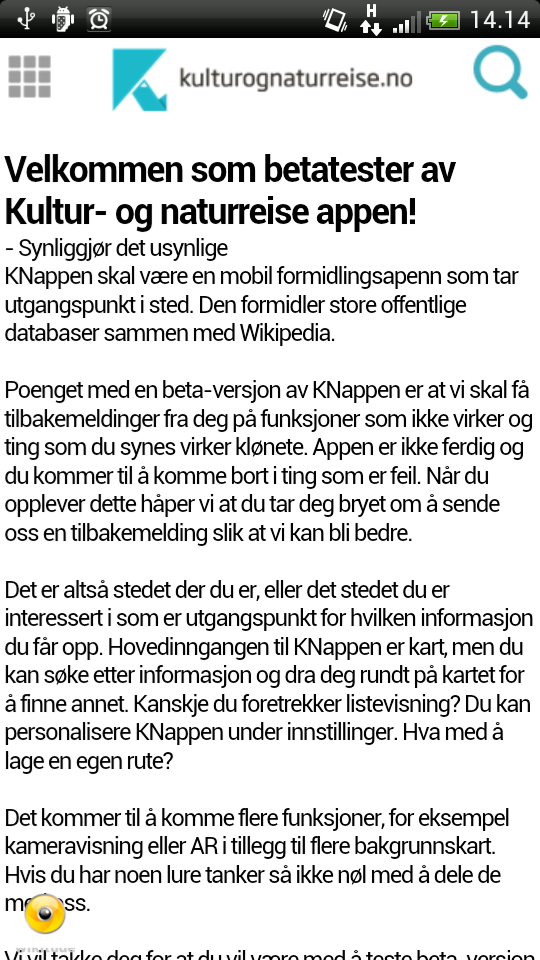 H
14.14
kulturognaturreise.no
Velkommen som betatester av
Kultur- og naturreise appen!
- Synliggjør det usynlige
KNappen skal være en mobil formidlingsapenn som tar
utgangspunkt i sted. Den formidler store offentlige
databaser sammen med Wikipedia.
Poenget med en beta-versjon av KNappen er at vi skal få
tilbakemeldinger fra deg på funksjoner som ikke virker og
ting som du synes virker klønete. Appen er ikke ferdig og
du kommer til å komme bort i ting som er feil. Når du
opplever dette håper vi at du tar deg bryet om å sende
oss en tilbakemelding slik at vi kan bli bedre.
Det er altså stedet der du er, eller det stedet du er
interessert i som er utgangspunkt for hvilken informasjon
du får opp. Hovedinngangen til KNappen er kart, men du
kan søke etter informasjon og dra deg rundt på kartet for
å finne annet. Kanskje du foretrekker listevisning? Du kan
personalisere KNappen under innstillinger. Hva med å
lage en egen rute?
Det kommer til å komme flere funksjoner, for eksempel
kameravisning eller AR i tillegg til flere bakgrunnskart.
Hvis du har noen lure tanker så ikke nøl med å dele de
oss.
Vi vil takke deg for at du vil være med å teste beta-versjon